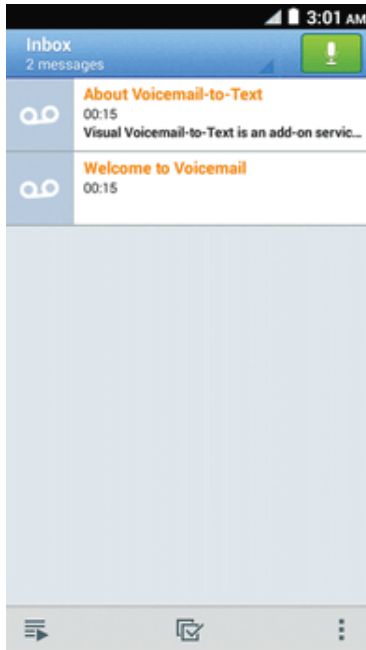 3:01 AM
Inbox
2 messages
About Voicemail-to-Text
00:15
Visual Voicemail-to-Text is an add-on servic...
Welcome to Voicemail
00:15